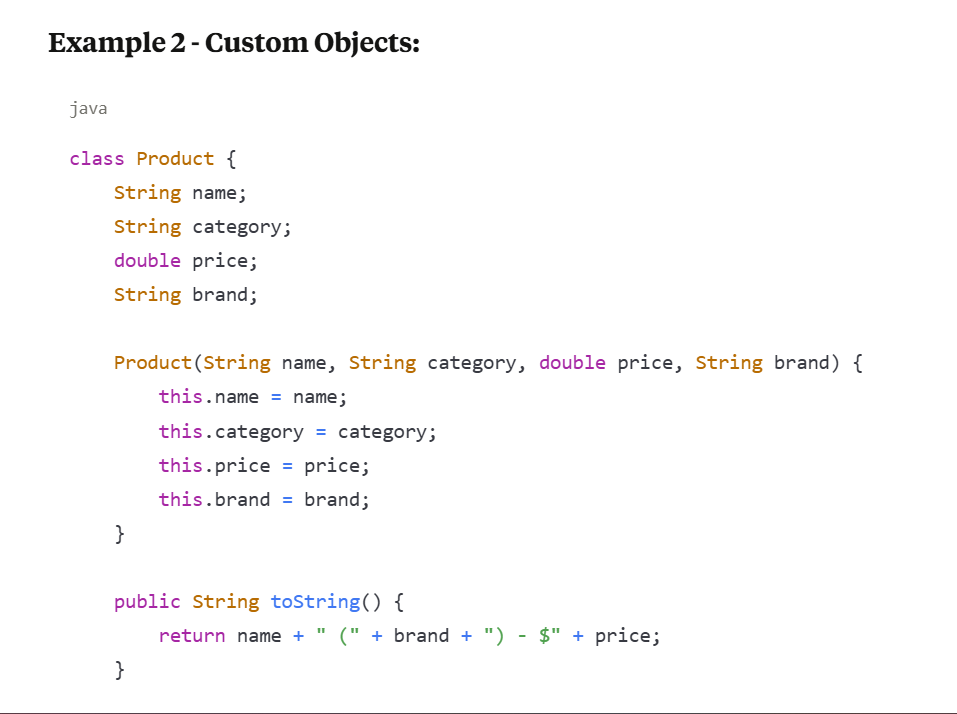 Example 2 - Custom Objects:
java
class Product {
    String name;
    String category;
    double price;
    String brand;

    Product(String name, String category, double price, String brand) {
        this.name = name;
        this.category = category;
        this.price = price;
        this.brand = brand;
    }

    public String toString() {
        return name + " (" + brand + ") - $" + price;
    }